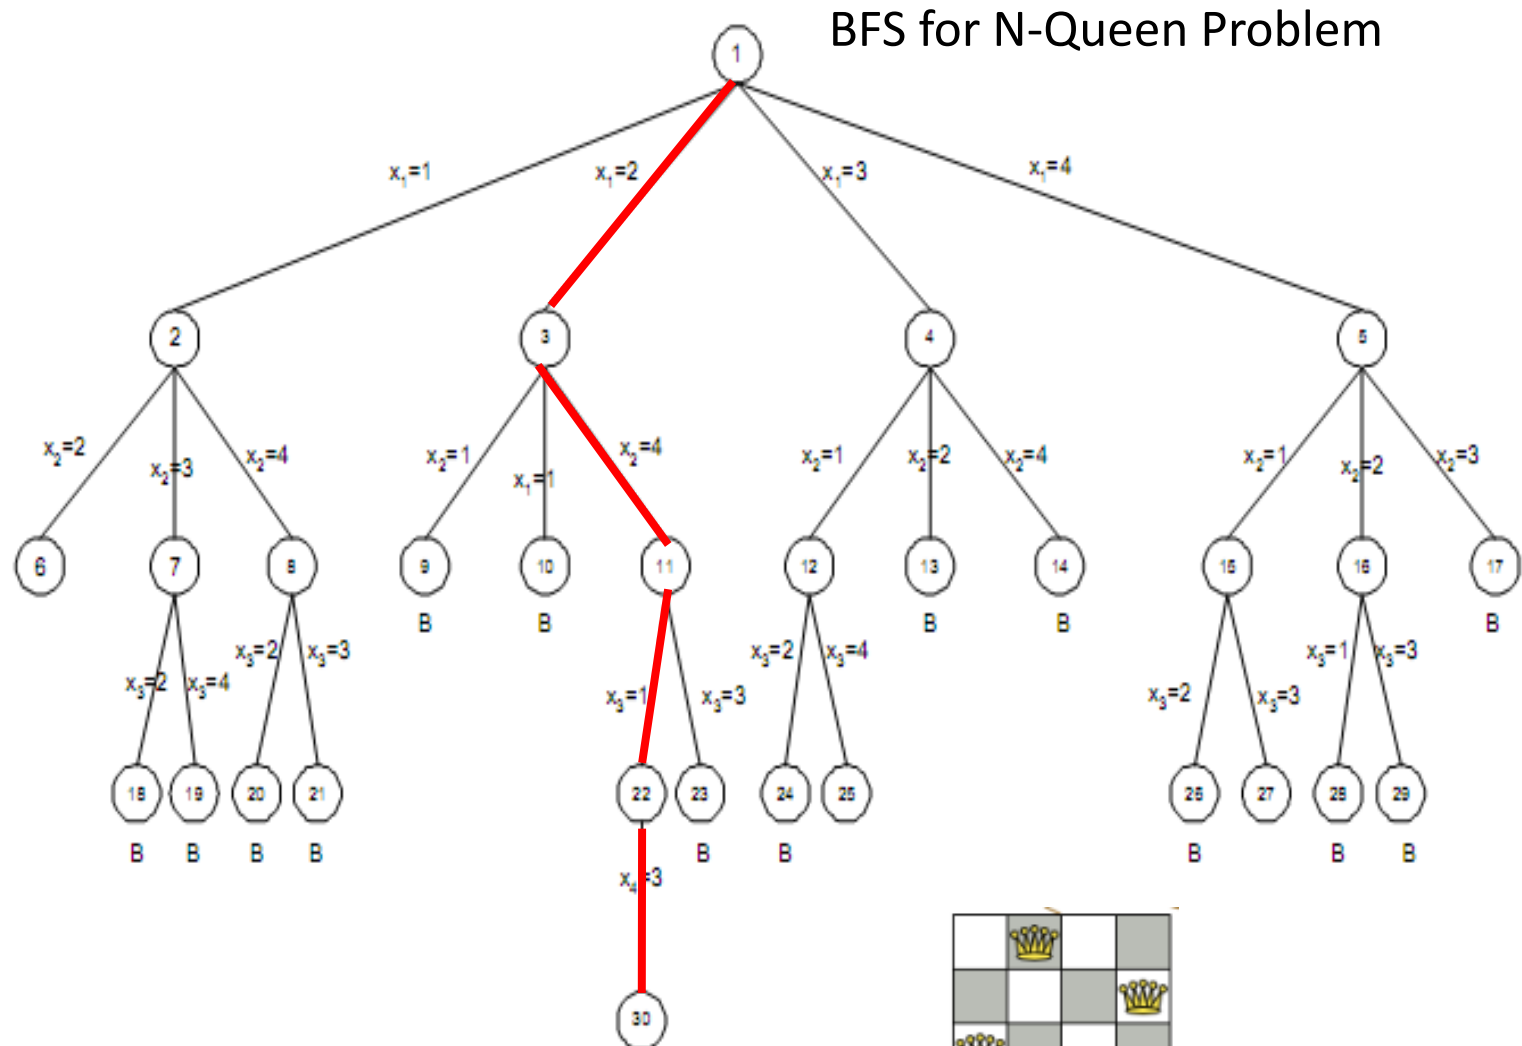 BFS for N-Queen Problem
1
x₁=1 x₁=2 x₁=3 x₁=4
2 3 4 5
x₂=2 x₂=3 x₂=4 x₂=1 x₁=1 x₂=4 x₂=1 x₂=2 x₂=4 x₂=1 x₂=2 x₂=3
6 7 8 9 10 11 12 13 14 15 16 17
B B B B B
x₃=2 x₃=4 x₃=2 x₃=3 x₃=1 x₃=3 x₃=2 x₃=4 x₃=2 x₃=3 x₃=1 x₃=3
18 19 20 21 22 23 24 25 26 27 28 29
B B B B B B B B B
x₄=3
30